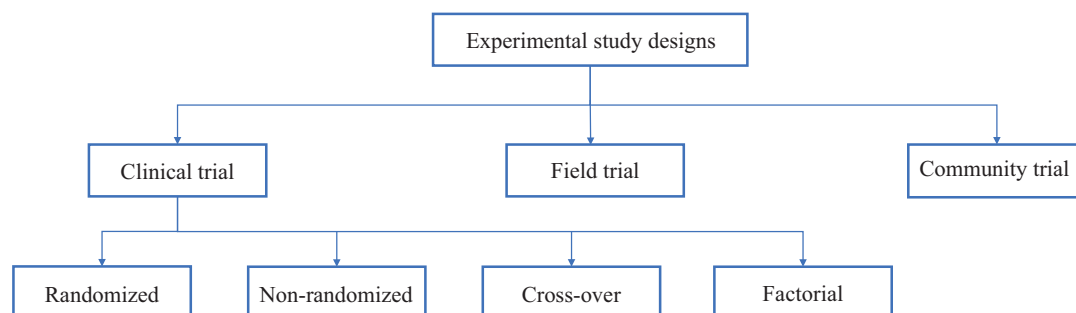 Experimental study designs
Clinical trial
Field trial
Community trial
Randomized
Non-randomized
Cross-over
Factorial